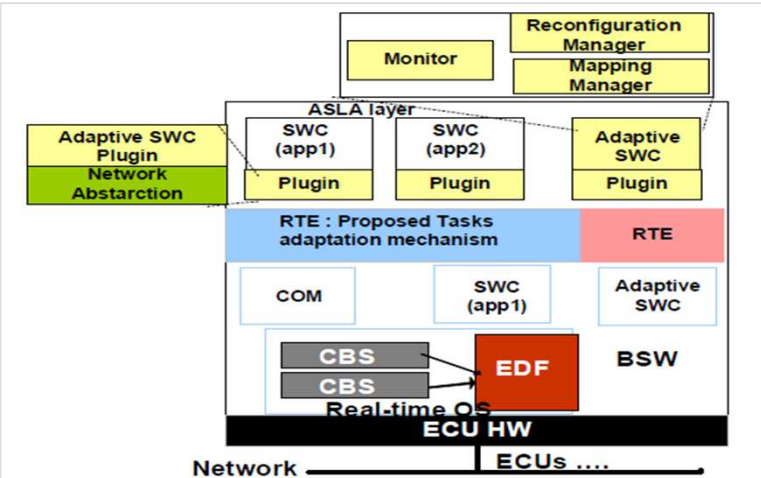 Reconfiguration
Manager
Monitor
Mapping
Manager
ASLA layer
Adaptive SWC
Plugin
Network
Abstarction
SWC
(app1)
Plugin
SWC
(app2)
Plugin
Adaptive
SWC
Plugin
RTE : Proposed Tasks
adaptation mechanism
RTE
COM
SWC
(app1)
Adaptive
SWC
CBS
CBS
EDF
BSW
Real-time OS
ECU HW
Network
ECUs ....